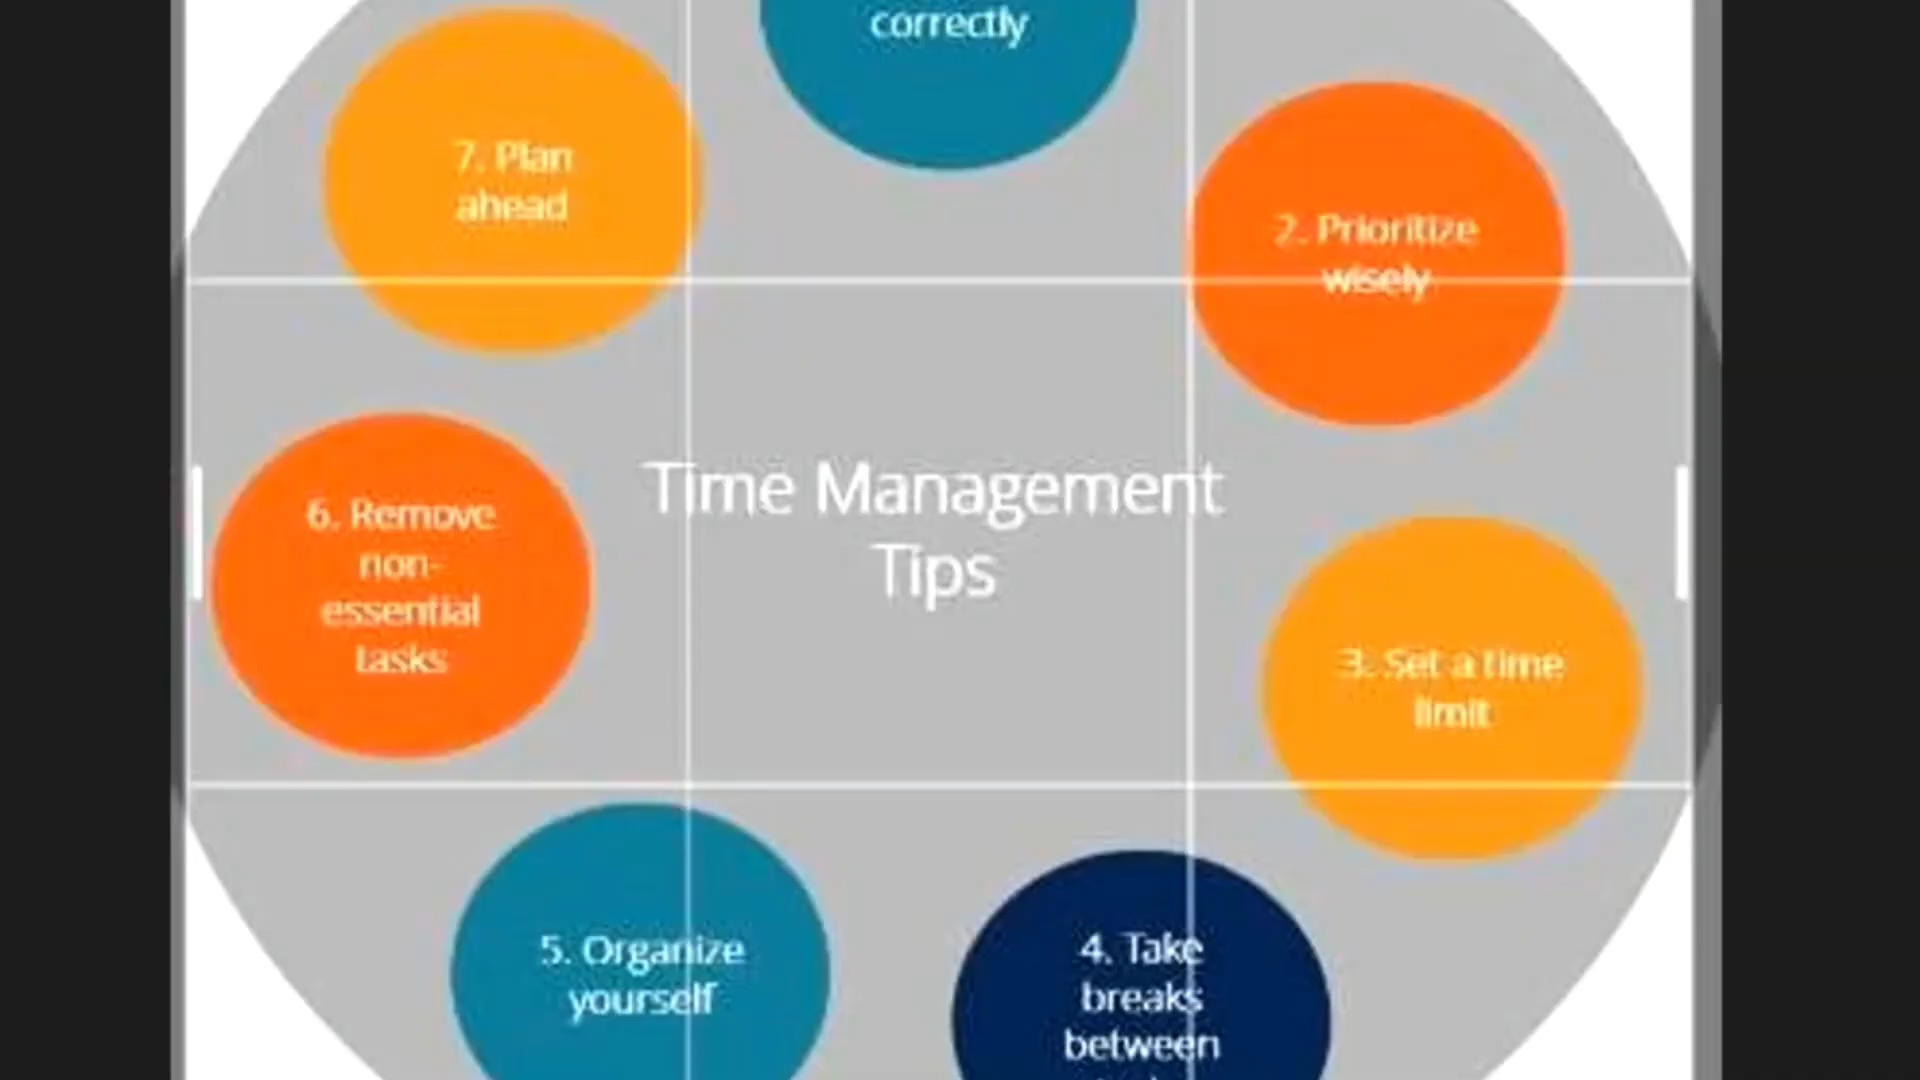 correctly
2. Prioritize
wisely
3. Set a time
limit
4. Take
breaks
between
5. Organize
yourself
6. Remove
non-
essential
tasks
7. Plan
ahead
Time Management
Tips